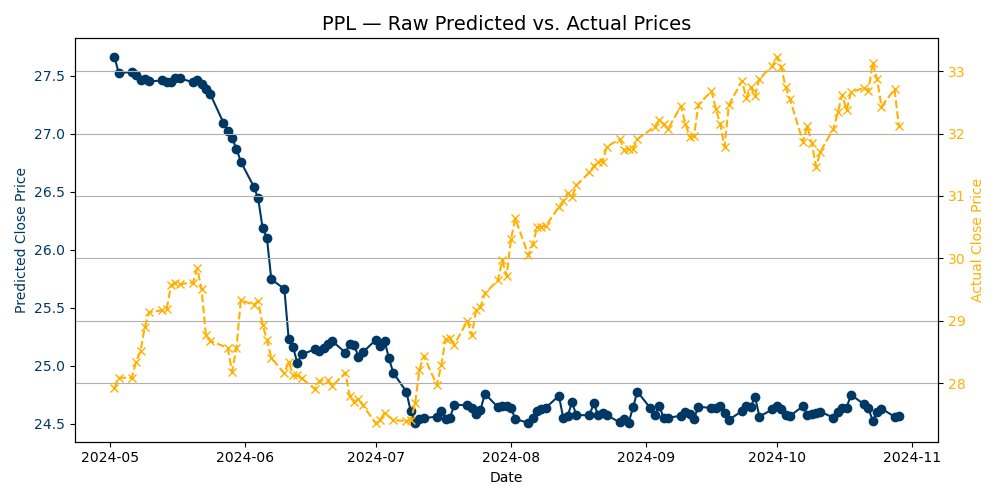 PPL — Raw Predicted vs. Actual Prices
Predicted Close Price
27.5
27.0
26.5
26.0
25.5
25.0
24.5
33
32
31
30
29
28
Actual Close Price
2024-05 2024-06 2024-07 2024-08 2024-09 2024-10 2024-11
Date